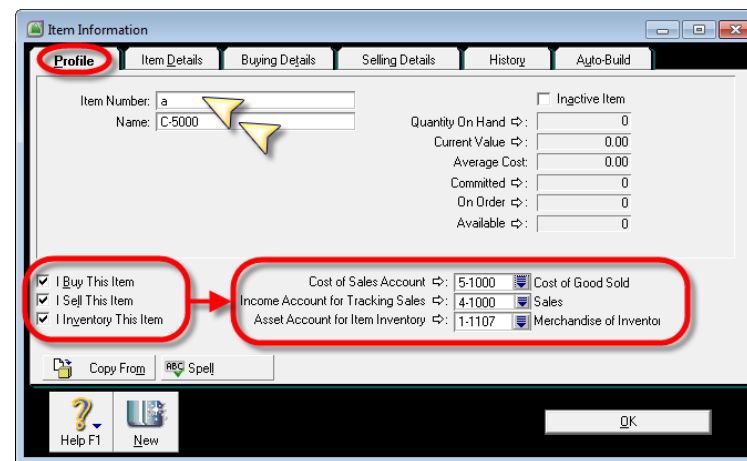 Item Information
Profile Item Details Buying Details Selling Details History Auto-Build
Item Number: a Inactive Item
Name: C-5000 Quantity On Hand ⇨: 0
Current Value ⇨: 0.00
Average Cost: 0.00
Committed ⇨: 0
On Order ⇨: 0
Available ⇨: 0
I Buy This Item Cost of Sales Account ⇨: 5-1000 Cost of Good Sold
I Sell This Item Income Account for Tracking Sales ⇨: 4-1000 Sales
I Inventory This Item Asset Account for Item Inventory ⇨: 1-1107 Merchandise of Inventor
Copy From ABC Spell
Help F1 New OK